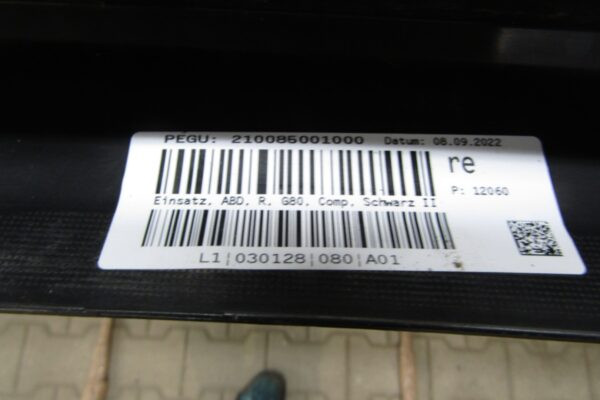 PEGU: 210085001000 Datum: 08.09.2022
re
P: 12060
Einsatz, ABD, R, G80, Comp, Schwarz II
L1|030128|080|A01